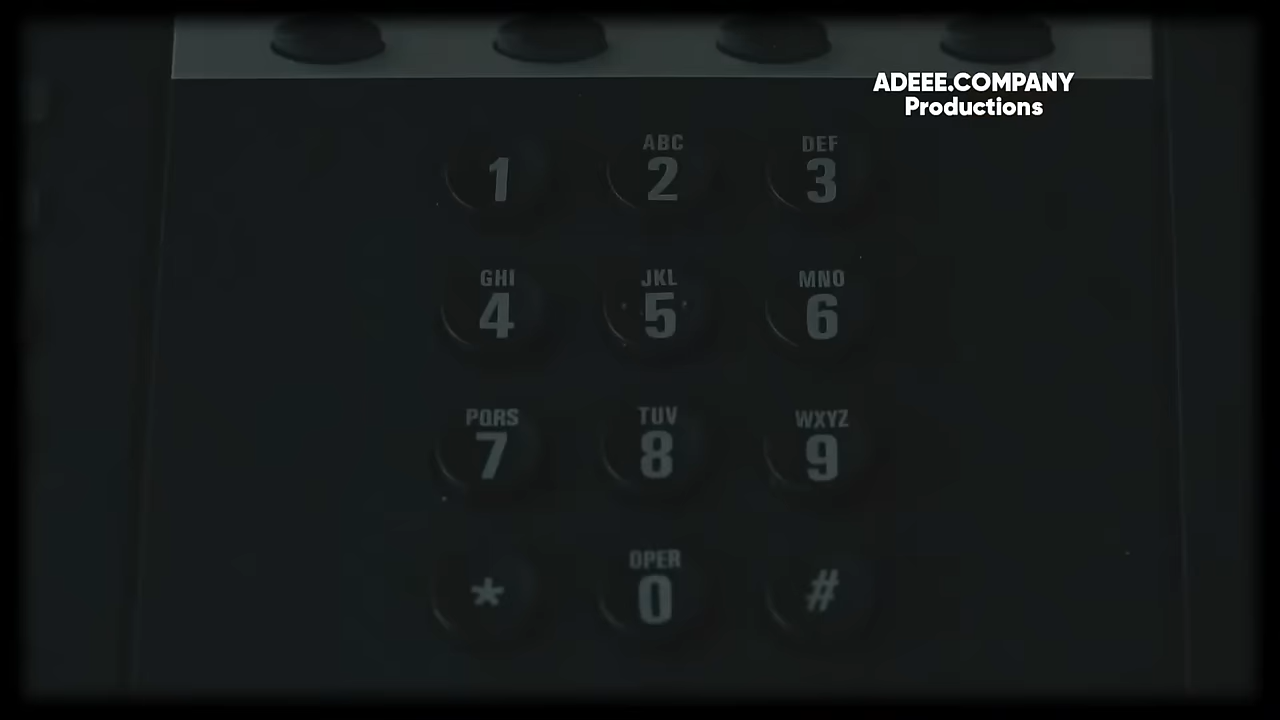 ADEEE.COMPANY
Productions
1
ABC
2
DEF
3
GHI
4
JKL
5
MNO
6
PQRS
7
TUV
8
WXYZ
9
*
OPER
0
#